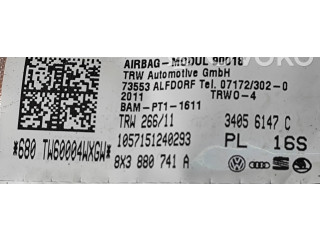 AIRBAG-MODUL 90018
TRW Automotive GmbH
73553 ALFDORF Tel. 07172/302-0
2011 TRWO-4
BAM-PT1-1611
TRW 266/11 3405 6147 C
*680 TW60004WXGW* 1057151240293 PL 16S
8X3 880 741 A